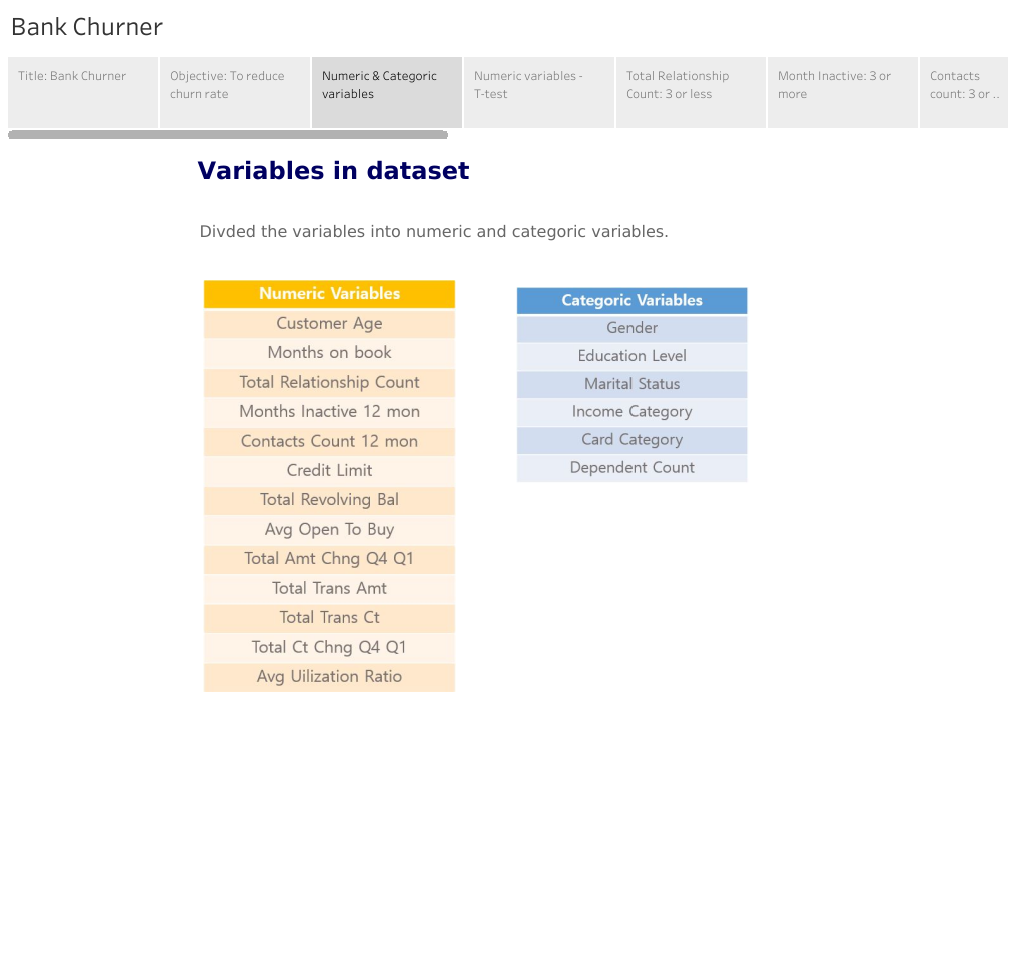 Bank Churner
Title: Bank Churner
Objective: To reduce
churn rate
Numeric & Categoric
variables
Numeric variables -
T-test
Total Relationship
Count: 3 or less
Month Inactive: 3 or
more
Contacts
count: 3 or ..
Variables in dataset
Divded the variables into numeric and categoric variables.
Numeric Variables
Customer Age
Months on book
Total Relationship Count
Months Inactive 12 mon
Contacts Count 12 mon
Credit Limit
Total Revolving Bal
Avg Open To Buy
Total Amt Chng Q4 Q1
Total Trans Amt
Total Trans Ct
Total Ct Chng Q4 Q1
Avg Uilization Ratio
Categoric Variables
Gender
Education Level
Marital Status
Income Category
Card Category
Dependent Count